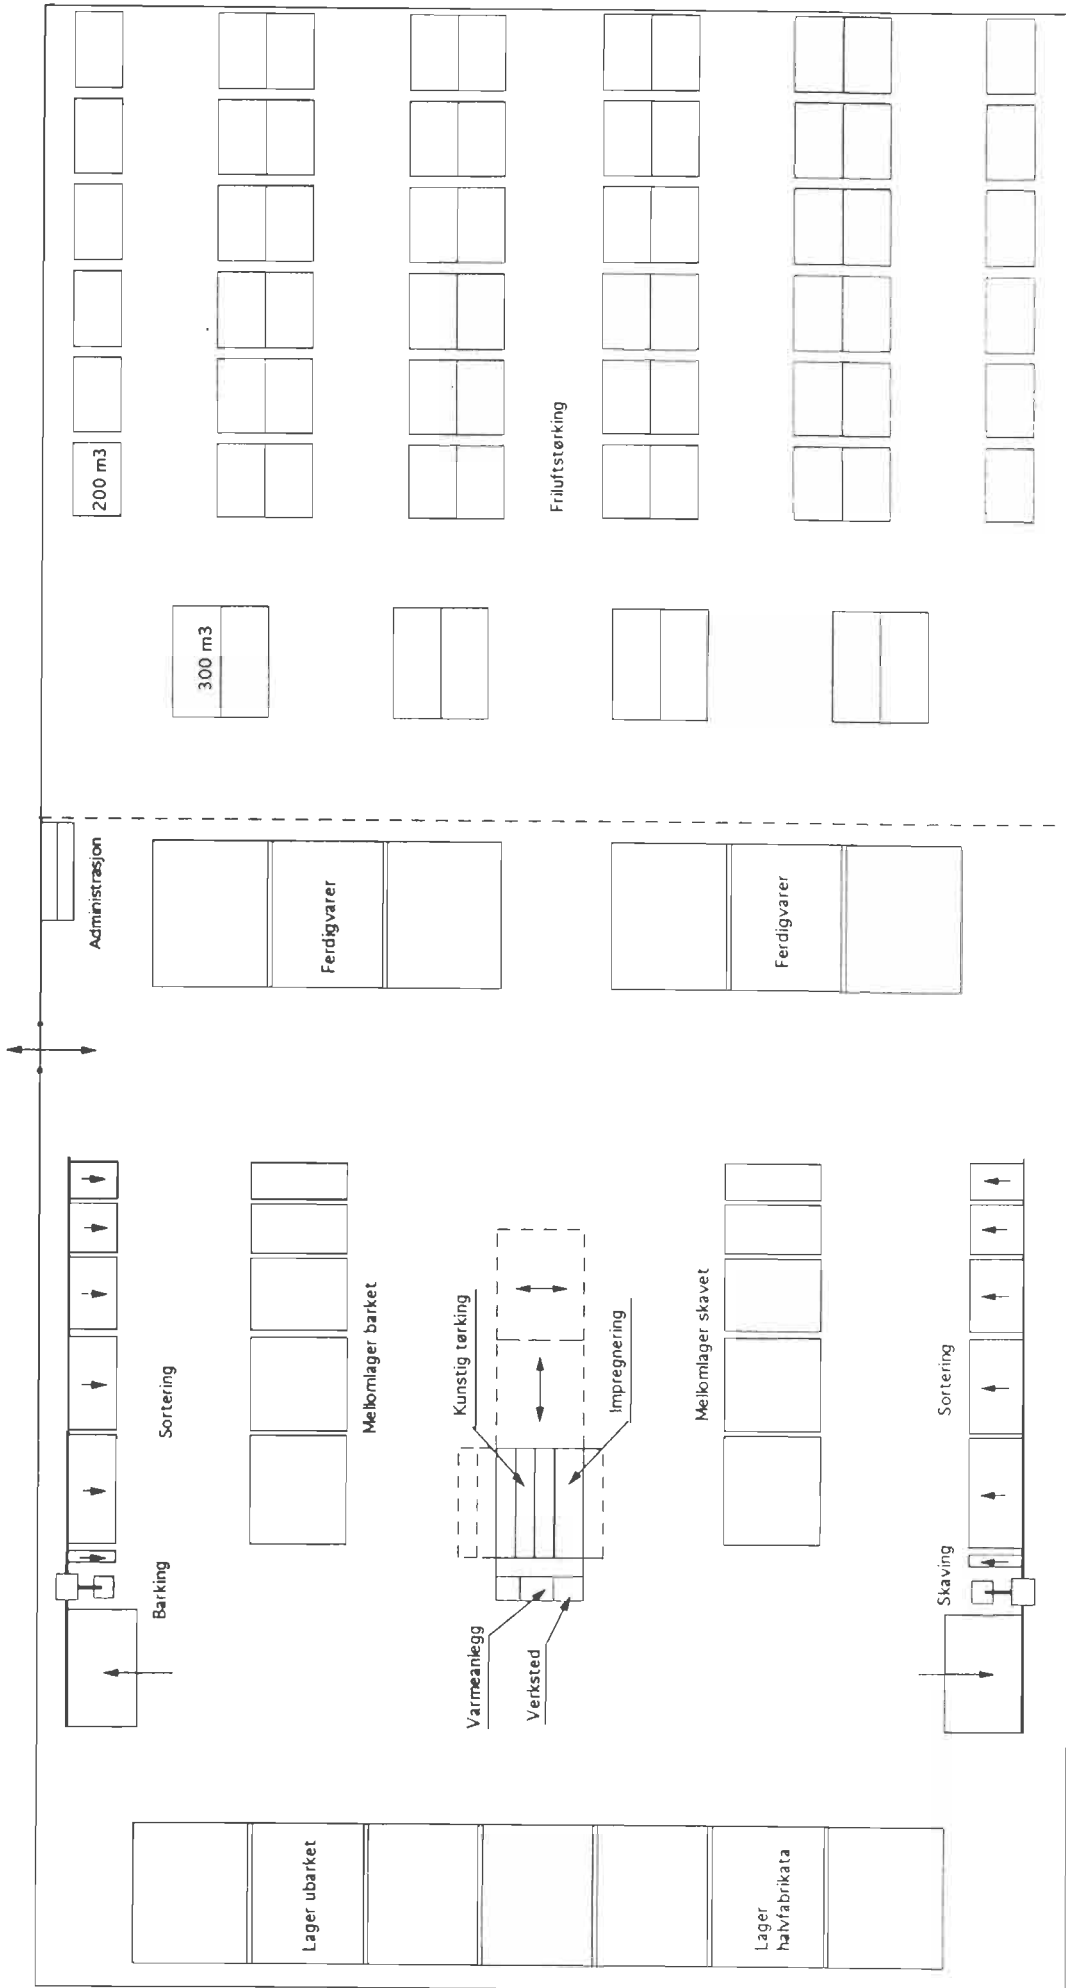 200 m3
Friluftstørking
300 m3
Administrasjon
Ferdigvarer
Ferdigvarer
Sortering
Mellomlager barket
Kunstig tørking
Impregnering
Mellomlager skavet
Sortering
Barking
Varmeanlegg
Verksted
Skaving
Lager ubarket
Lager
halvfabrikata